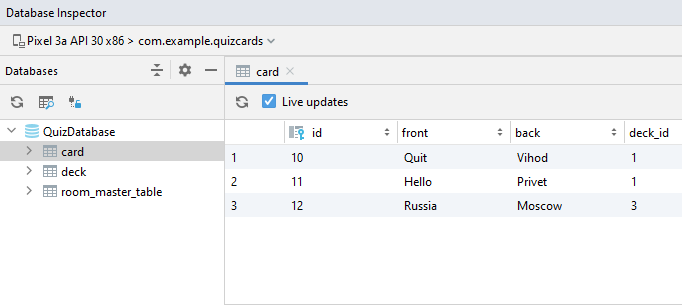 Database Inspector
Pixel 3a API 30 x86 > com.example.quizcards
Databases
card
Live updates
QuizDatabase
card
deck
room_master_table
id front back deck_id
1 10 Quit Vihod 1
2 11 Hello Privet 1
3 12 Russia Moscow 3